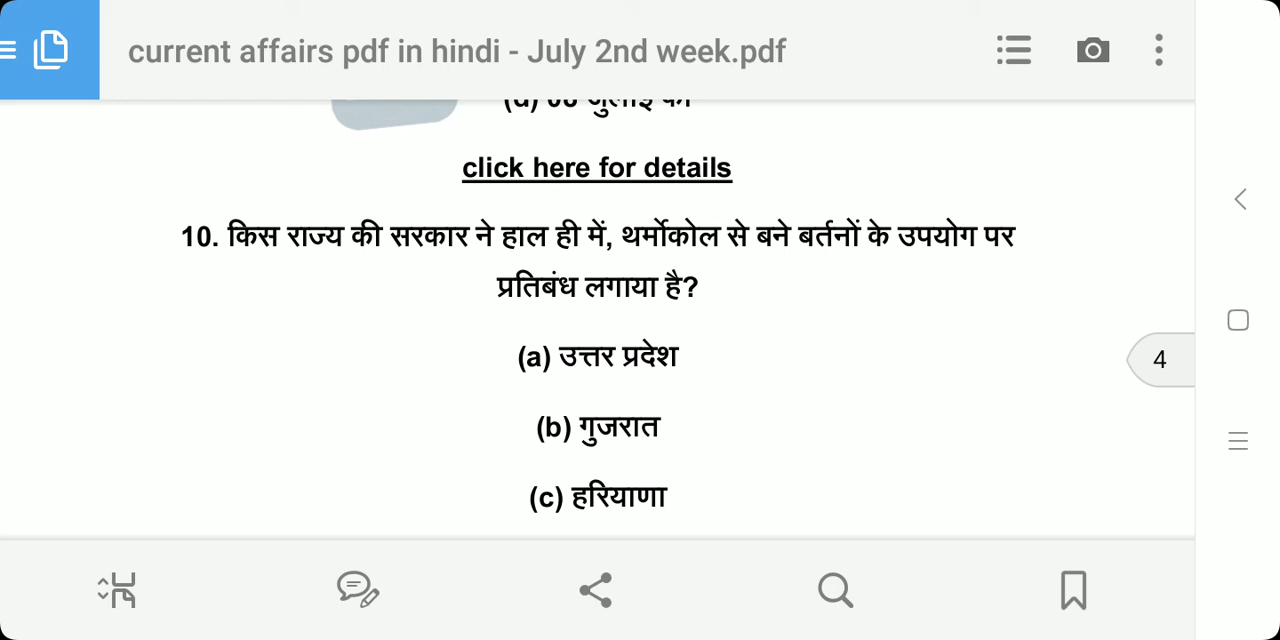 current affairs pdf in hindi - July 2nd week.pdf
click here for details
10. किस राज्य की सरकार ने हाल ही में, थर्मोकोल से बने बर्तनों के उपयोग पर
प्रतिबंध लगाया है?
(a) उत्तर प्रदेश
4
(b) गुजरात
(c) हरियाणा